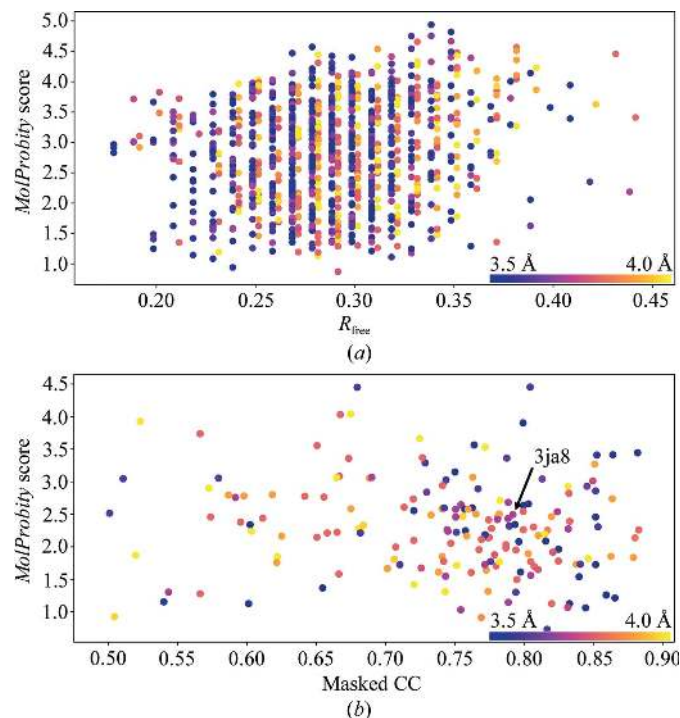 5.0
4.5
4.0
3.5
3.0
2.5
2.0
1.5
1.0
MolProbity score
3.5 Å 4.0 Å
0.20 0.25 0.30 0.35 0.40 0.45
Rfree
(a)
4.5
4.0
3.5
3.0
2.5
2.0
1.5
1.0
MolProbity score
3ja8
3.5 Å 4.0 Å
0.50 0.55 0.60 0.65 0.70 0.75 0.80 0.85 0.90
Masked CC
(b)